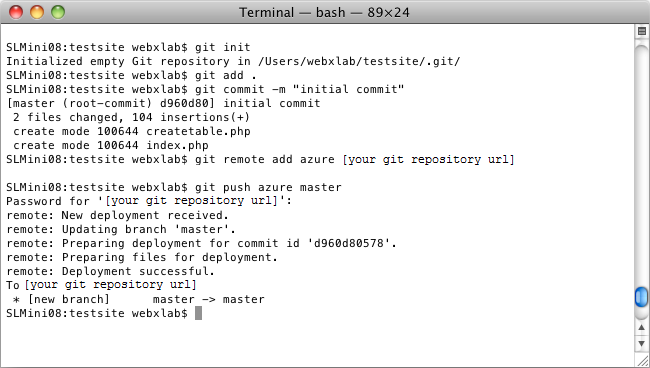 Terminal — bash — 89×24
SLMini08:testsite webxlab$ git init
Initialized empty Git repository in /Users/webxlab/testsite/.git/
SLMini08:testsite webxlab$ git add .
SLMini08:testsite webxlab$ git commit -m "initial commit"
[master (root-commit) d960d80] initial commit
 2 files changed, 104 insertions(+)
 create mode 100644 createtable.php
 create mode 100644 index.php
SLMini08:testsite webxlab$ git remote add azure [your git repository url]
SLMini08:testsite webxlab$ git push azure master
Password for '[your git repository url]':
remote: New deployment received.
remote: Updating branch 'master'.
remote: Preparing deployment for commit id 'd960d80578'.
remote: Preparing files for deployment.
remote: Deployment successful.
To [your git repository url]
 * [new branch]      master -> master
SLMini08:testsite webxlab$